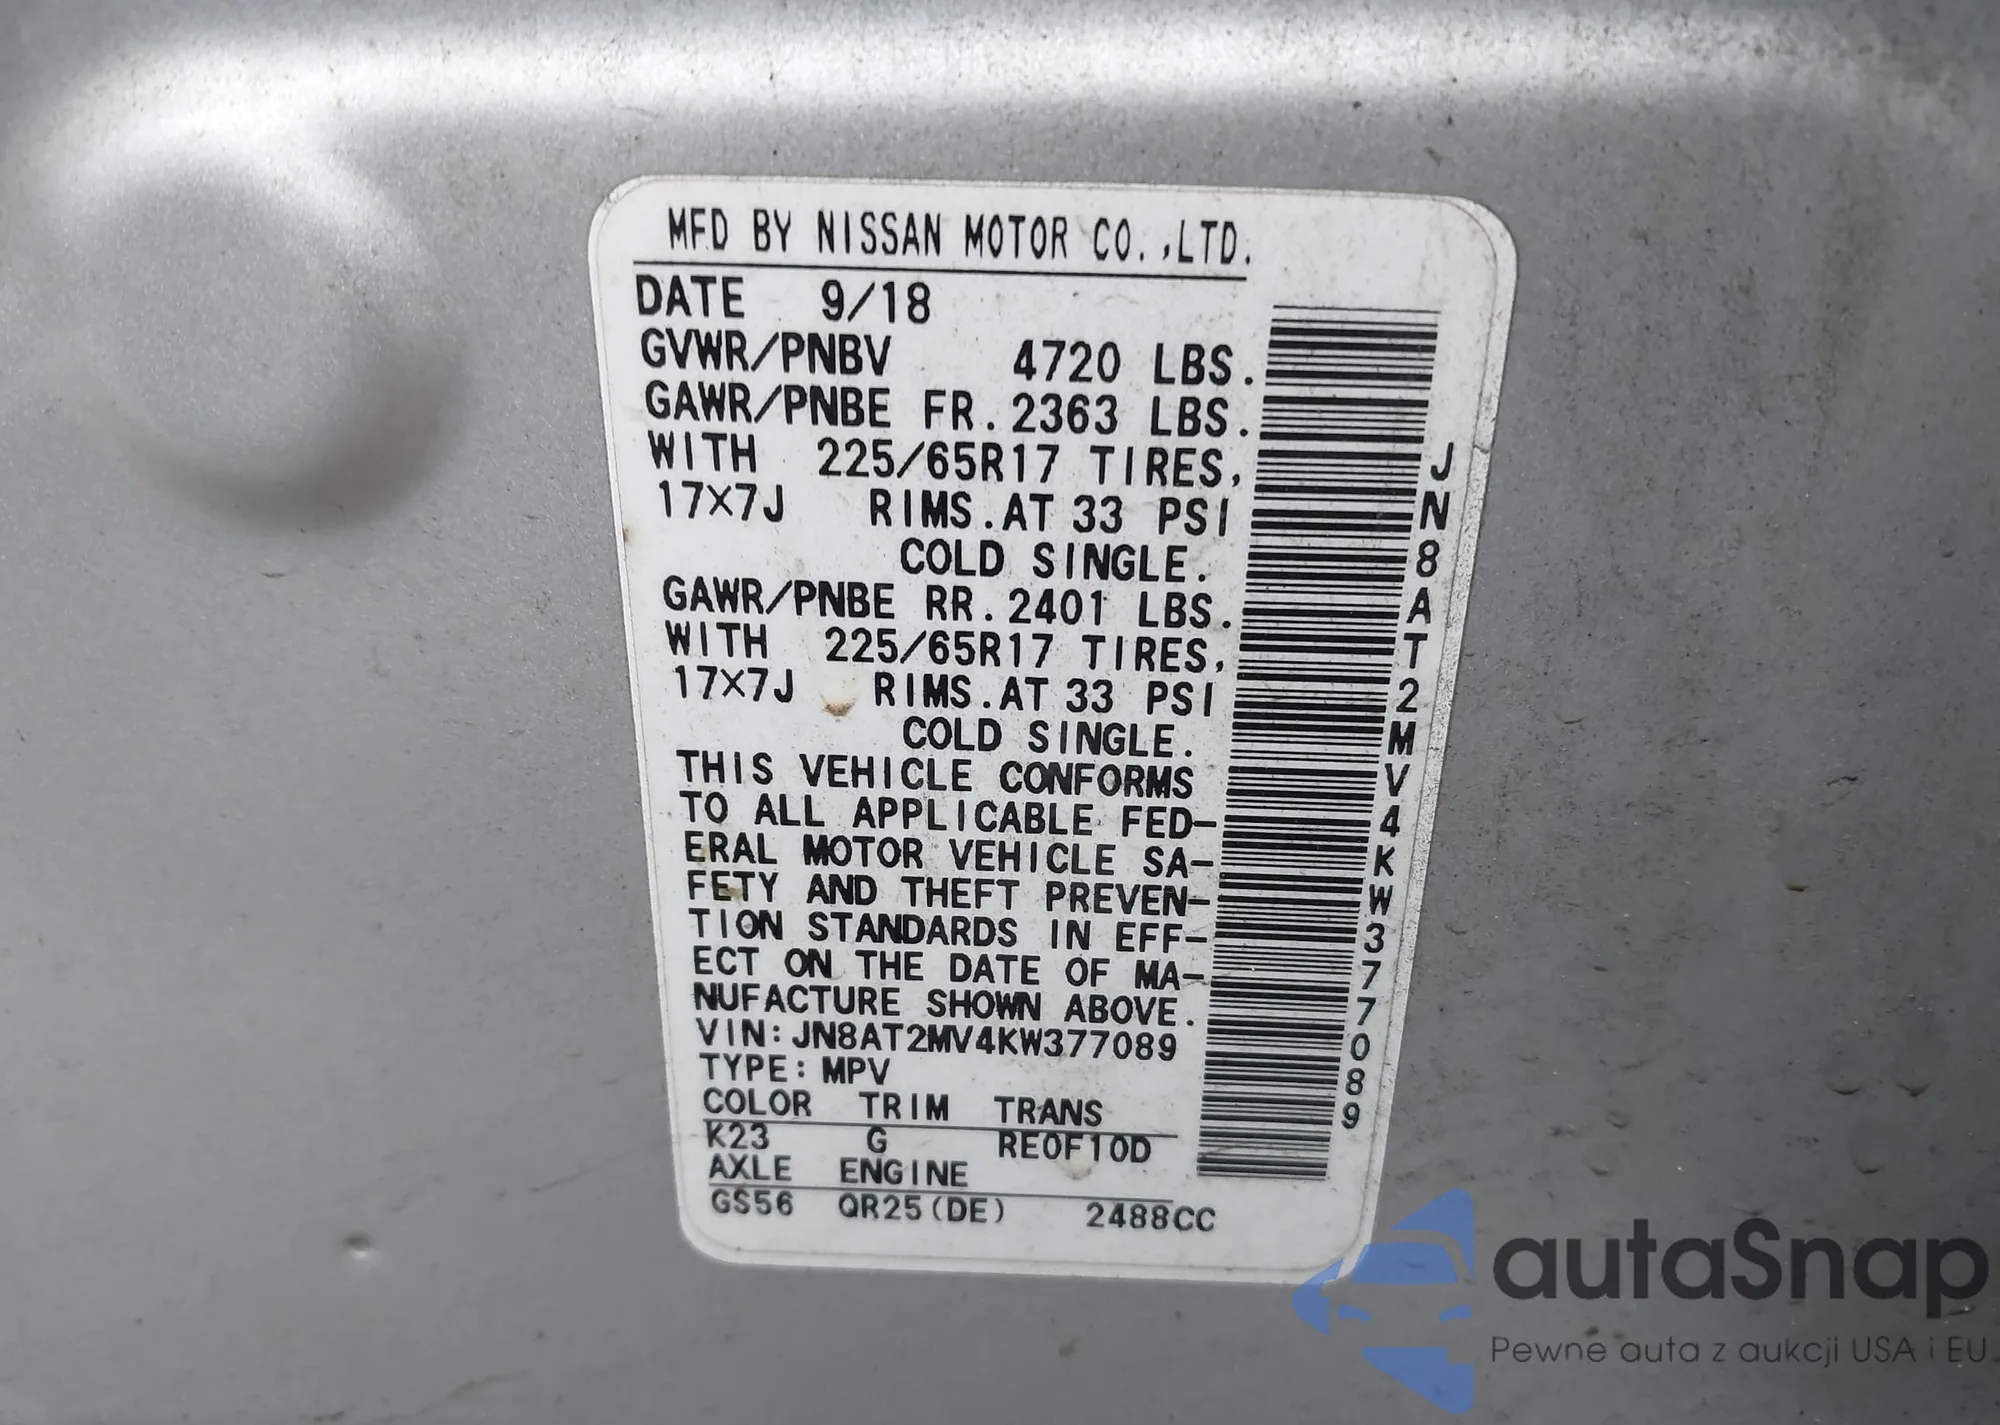 MFD BY NISSAN MOTOR CO.,LTD.
DATE 9/18
GVWR/PNBV 4720 LBS.
GAWR/PNBE FR. 2363 LBS.
WITH 225/65R17 TIRES,
17X7J RIMS. AT 33 PSI
COLD SINGLE.
GAWR/PNBE RR. 2401 LBS.
WITH 225/65R17 TIRES,
17X7J RIMS. AT 33 PSI
COLD SINGLE.
THIS VEHICLE CONFORMS
TO ALL APPLICABLE FED-
ERAL MOTOR VEHICLE SA-
FETY AND THEFT PREVEN-
TION STANDARDS IN EFF-
ECT ON THE DATE OF MA-
NUFACTURE SHOWN ABOVE.
VIN: JN8AT2MV4KW377089
TYPE: MPV
COLOR TRIM TRANS
K23 G RE0F10D
AXLE ENGINE
GS56 QR25(DE) 2488CC
JN8AT2MV4KW377089
autaSnap
Pewne auta z aukcji USA i EU